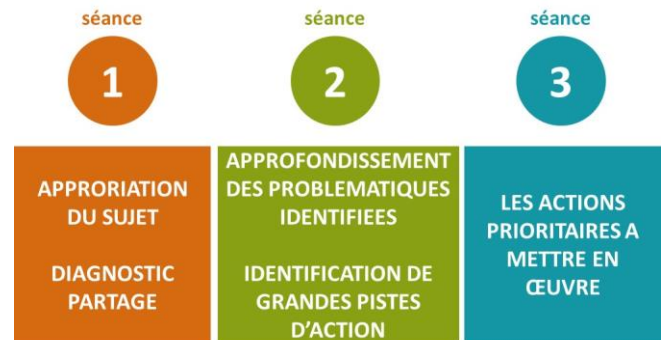 séance
1
APPRORIATION
DU SUJET
DIAGNOSTIC
PARTAGE
séance
2
APPROFONDISSEMENT
DES PROBLEMATIQUES
IDENTIFIEES
IDENTIFICATION DE
GRANDES PISTES
D'ACTION
séance
3
LES ACTIONS
PRIORITAIRES A
METTRE EN
ŒUVRE